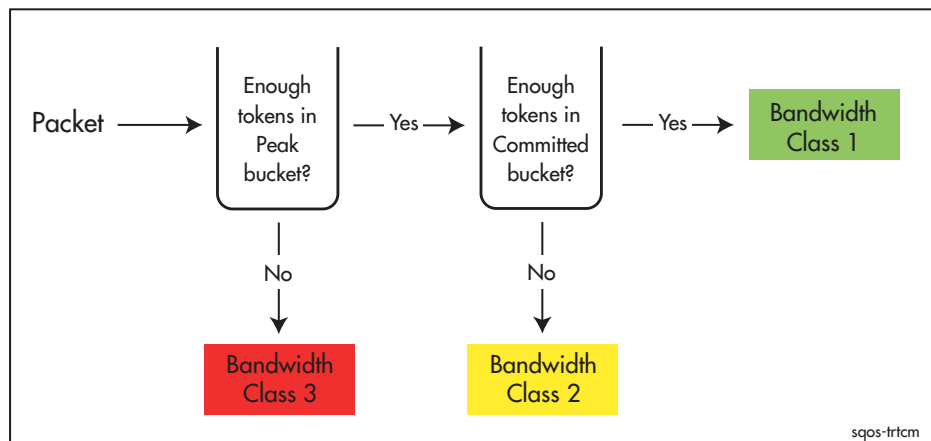 Packet
Enough
tokens in
Peak
bucket?
Yes
Enough
tokens in
Committed
bucket?
Yes
Bandwidth
Class 1
No
No
Bandwidth
Class 3
Bandwidth
Class 2
sqos-trtcm